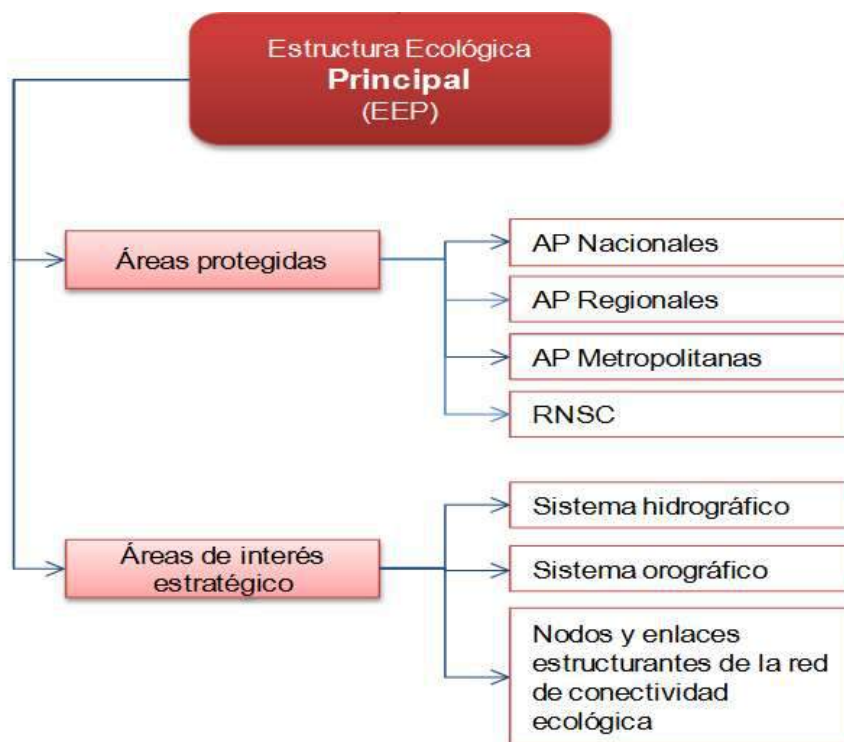 Estructura Ecológica
Principal
(EEP)
Áreas protegidas
AP Nacionales
AP Regionales
AP Metropolitanas
RNSC
Áreas de interés
estratégico
Sistema hidrográfico
Sistema orográfico
Nodos y enlaces
estructurantes de la red
de conectividad
ecológica